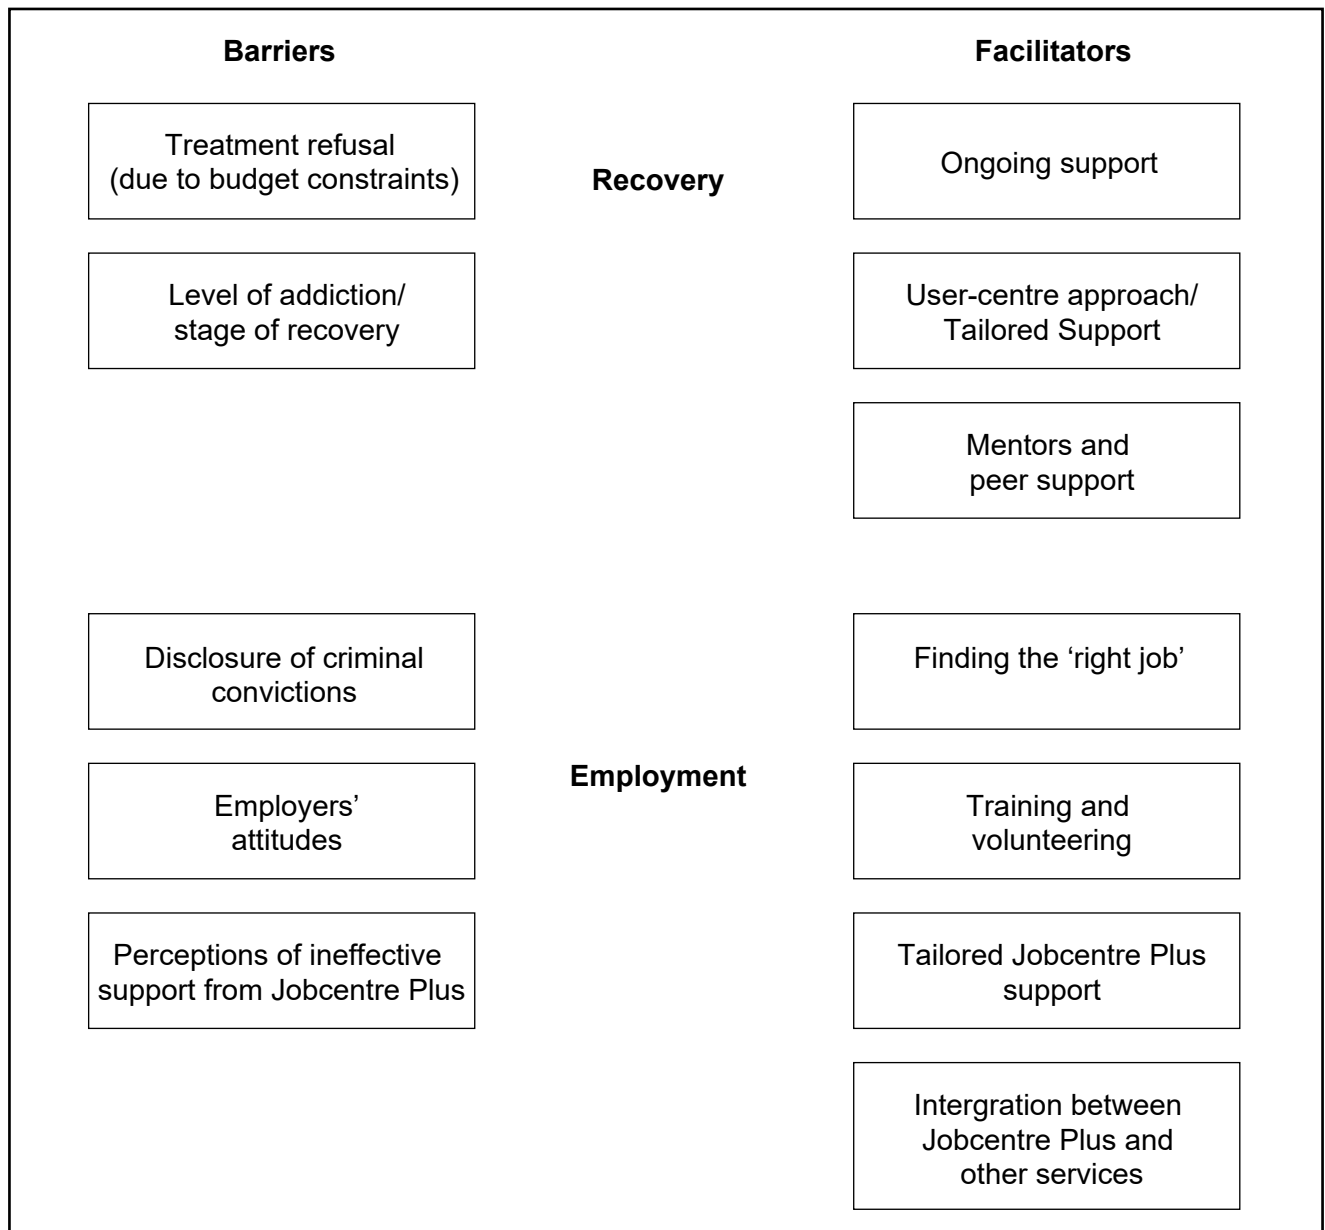 Barriers
Facilitators
Treatment refusal
(due to budget constraints)
Recovery
Ongoing support
Level of addiction/
stage of recovery
User-centre approach/
Tailored Support
Mentors and
peer support
Disclosure of criminal
convictions
Finding the ‘right job’
Employers’
attitudes
Employment
Training and
volunteering
Perceptions of ineffective
support from Jobcentre Plus
Tailored Jobcentre Plus
support
Intergration between
Jobcentre Plus and
other services